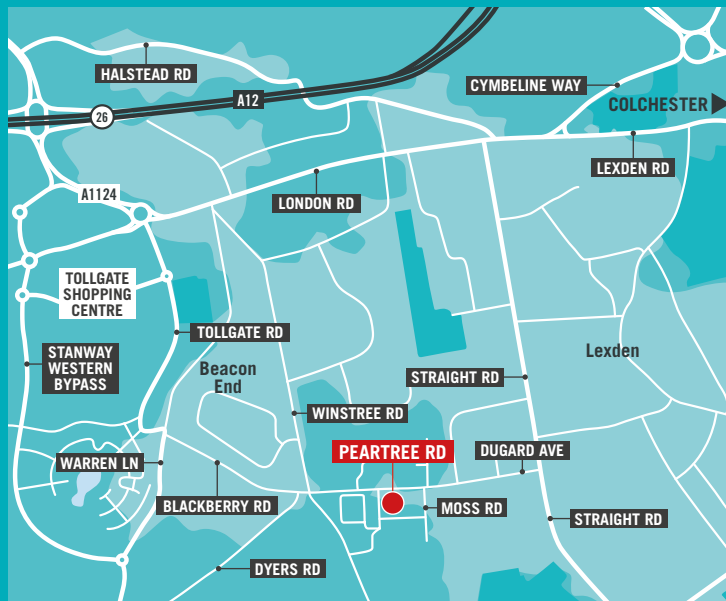 HALSTEAD RD
CYMBELINE WAY
A12
COLCHESTER
26
LEXDEN RD
A1124
LONDON RD
TOLLGATE
SHOPPING
CENTRE
TOLLGATE RD
STANWAY
WESTERN
BYPASS
Beacon
End
Lexden
STRAIGHT RD
WINSTREE RD
PEARTREE RD
DUGARD AVE
WARREN LN
BLACKBERRY RD
MOSS RD
STRAIGHT RD
DYERS RD